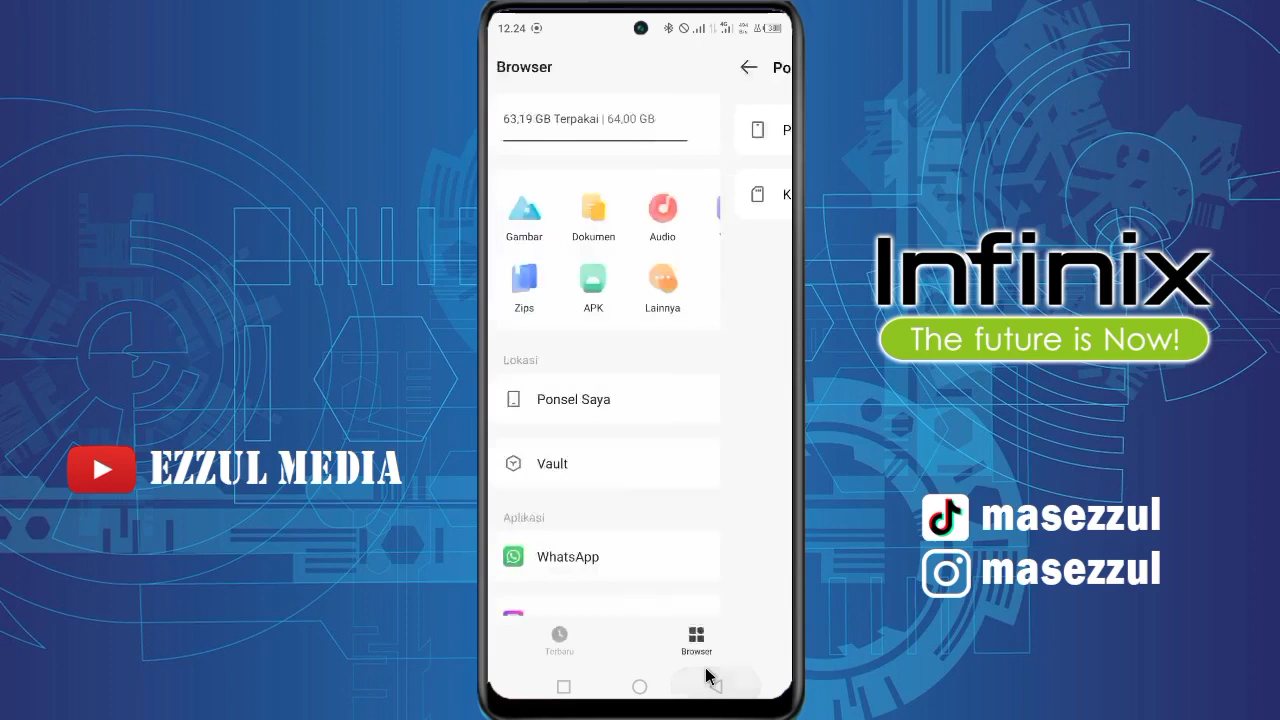 12.24
Browser
Po
63,19 GB Terpakai | 64,00 GB
P
K
Gambar
Dokumen
Audio
Zips
APK
Lainnya
Lokasi
Ponsel Saya
Vault
Aplikasi
WhatsApp
Terbaru
Browser
EZZUL MEDIA
Infinix
The future is Now!
masezzul
masezzul